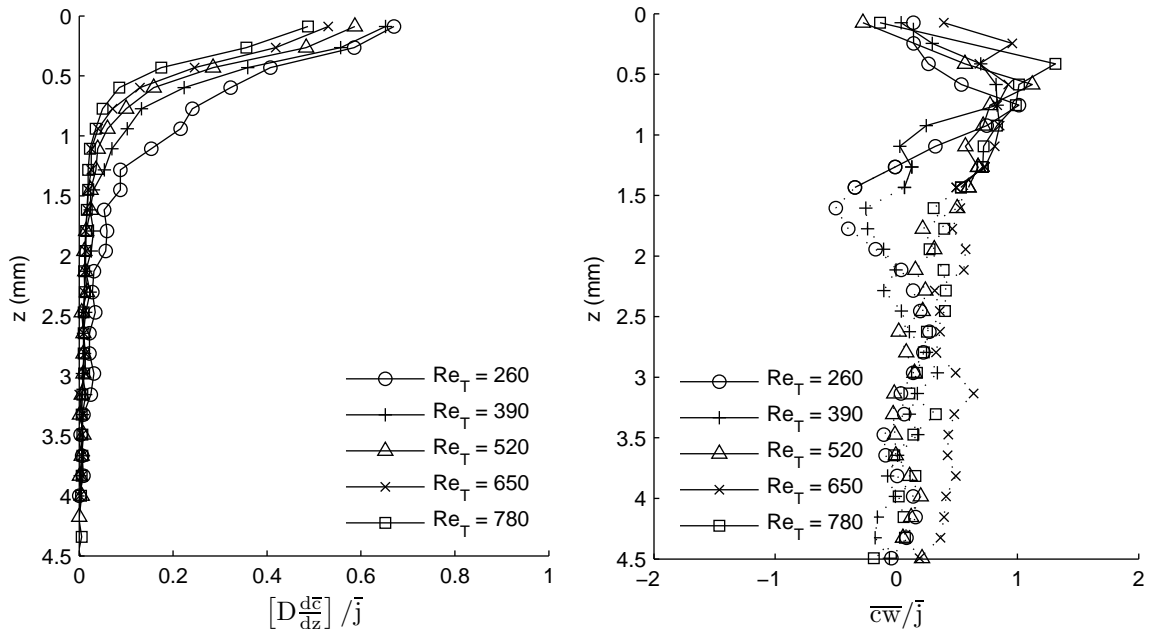 0
0.5
1
1.5
2
2.5
3
3.5
4
4.5
z (mm)
0 0.2 0.4 0.6 0.8 1
[D dc̅/dz] / j̅
Re_T = 260
Re_T = 390
Re_T = 520
Re_T = 650
Re_T = 780
0
0.5
1
1.5
2
2.5
3
3.5
4
4.5
z (mm)
−2 −1 0 1 2
c̅w̅/j̅
Re_T = 260
Re_T = 390
Re_T = 520
Re_T = 650
Re_T = 780